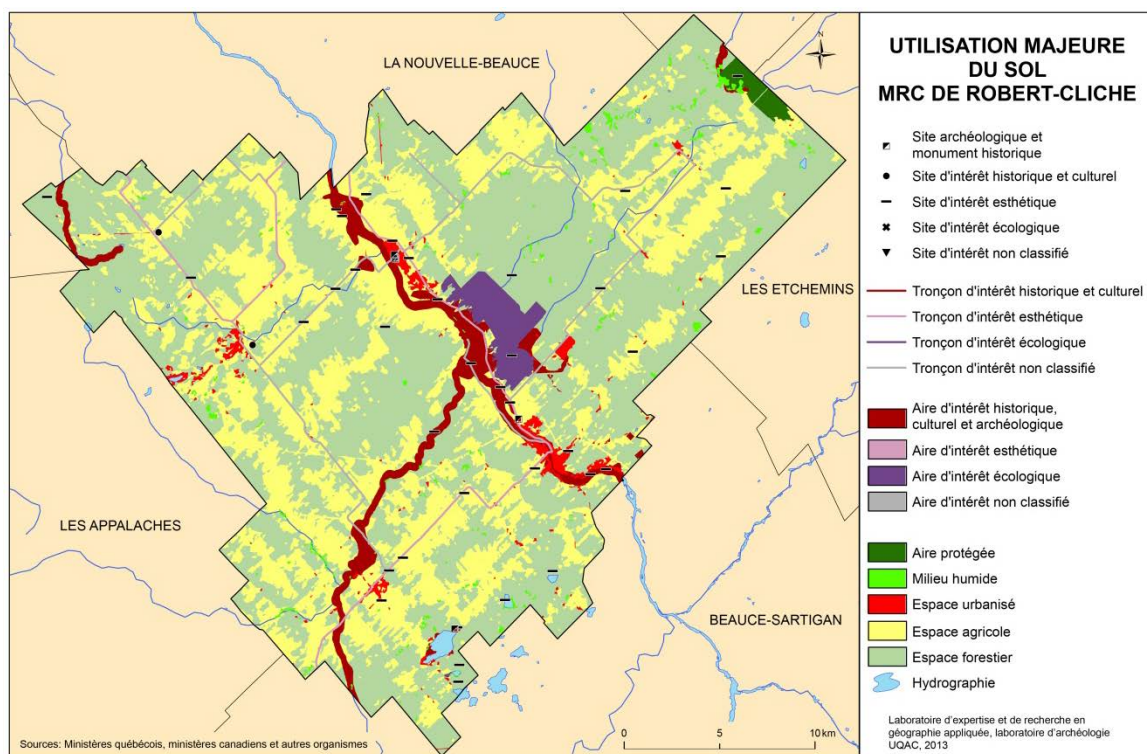 LA NOUVELLE-BEAUCE
N
LES ETCHEMINS
LES APPALACHES
BEAUCE-SARTIGAN
0 5 10 km
Sources: Ministères québécois, ministères canadiens et autres organismes
UTILISATION MAJEURE
DU SOL
MRC DE ROBERT-CLICHE
Site archéologique et
monument historique
Site d'intérêt historique et culturel
Site d'intérêt esthétique
Site d'intérêt écologique
Site d'intérêt non classifié
Tronçon d'intérêt historique et culturel
Tronçon d'intérêt esthétique
Tronçon d'intérêt écologique
Tronçon d'intérêt non classifié
Aire d'intérêt historique,
culturel et archéologique
Aire d'intérêt esthétique
Aire d'intérêt écologique
Aire d'intérêt non classifié
Aire protégée
Milieu humide
Espace urbanisé
Espace agricole
Espace forestier
Hydrographie
Laboratoire d'expertise et de recherche en
géographie appliquée, laboratoire d'archéologie
UQAC, 2013